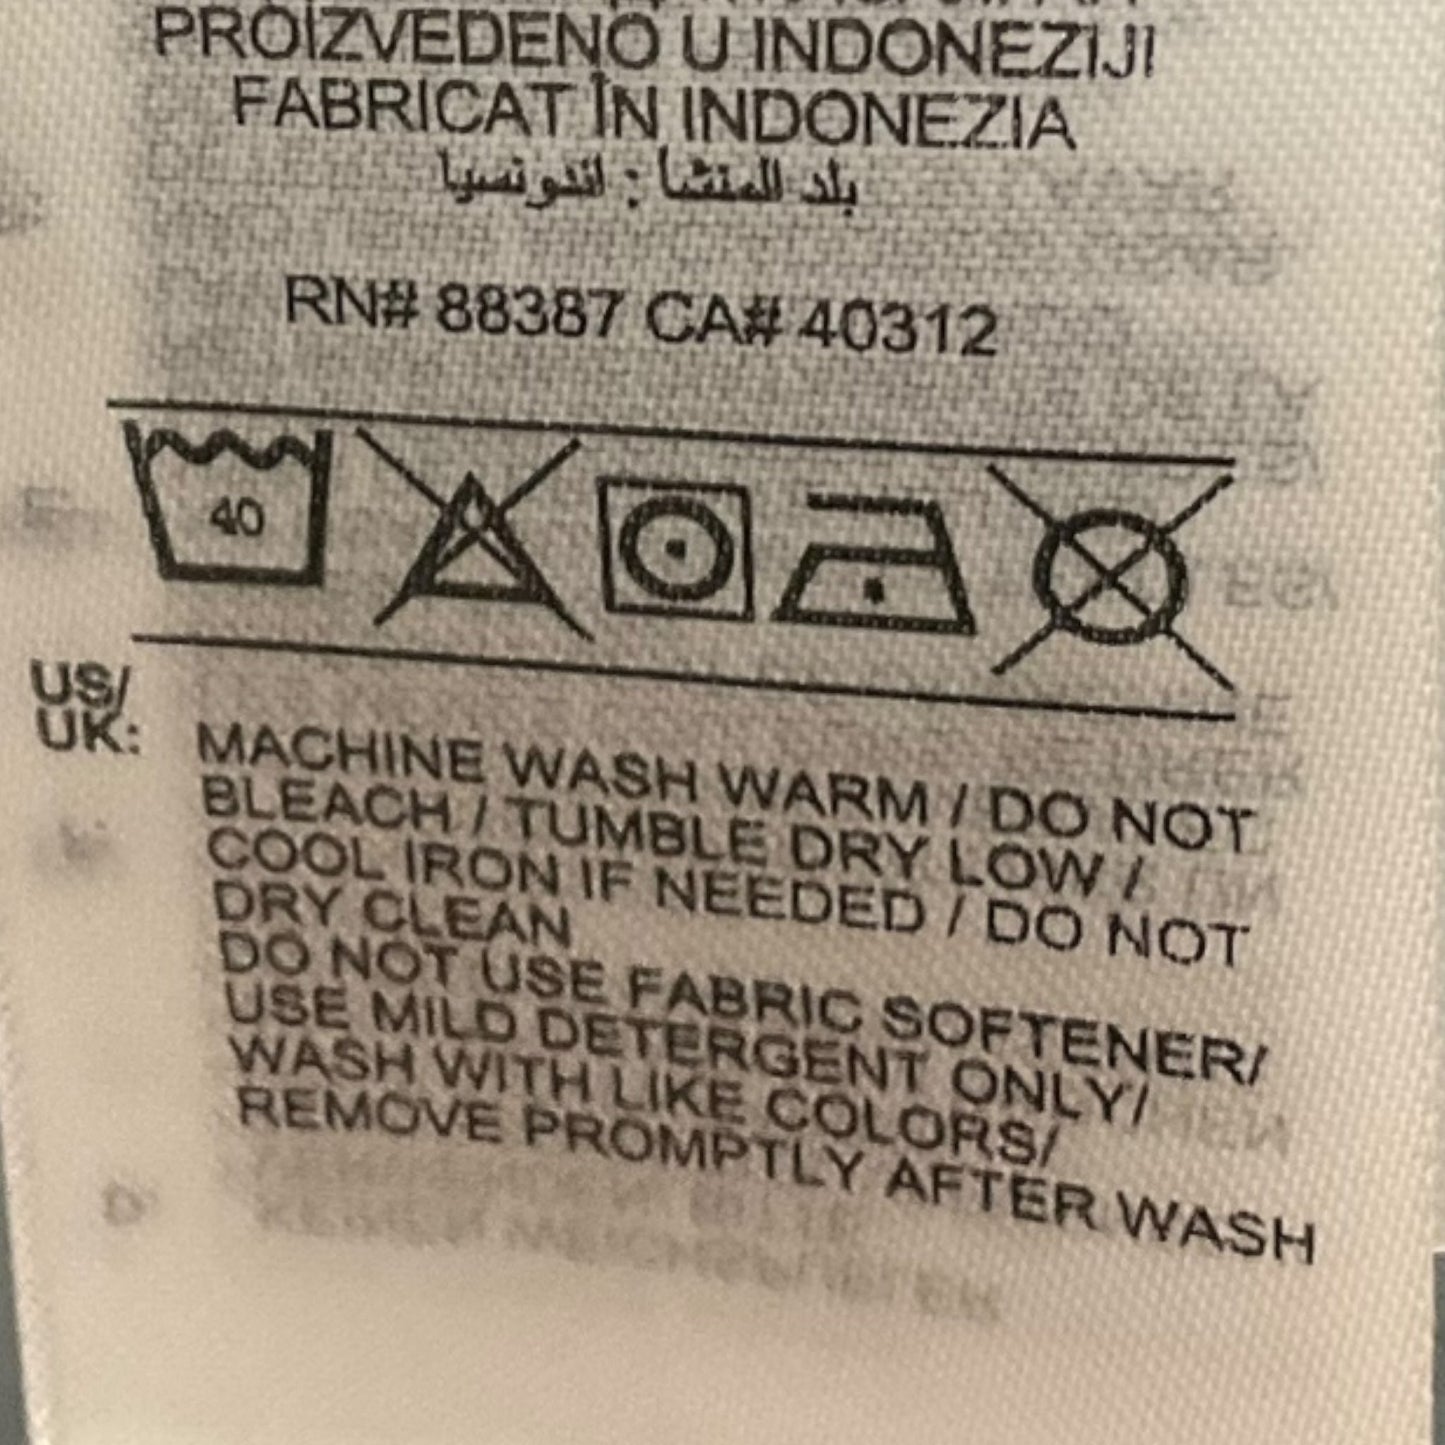 PROIZVEDENO U INDONEZIJI
FABRICAT ÎN INDONEZIA
بلد المنشأ : اندونسيا
RN# 88387 CA# 40312
40
US/
UK:
MACHINE WASH WARM / DO NOT
BLEACH / TUMBLE DRY LOW /
COOL IRON IF NEEDED / DO NOT
DRY CLEAN
DO NOT USE FABRIC SOFTENER/
USE MILD DETERGENT ONLY/
WASH WITH LIKE COLORS/
REMOVE PROMPTLY AFTER WASH